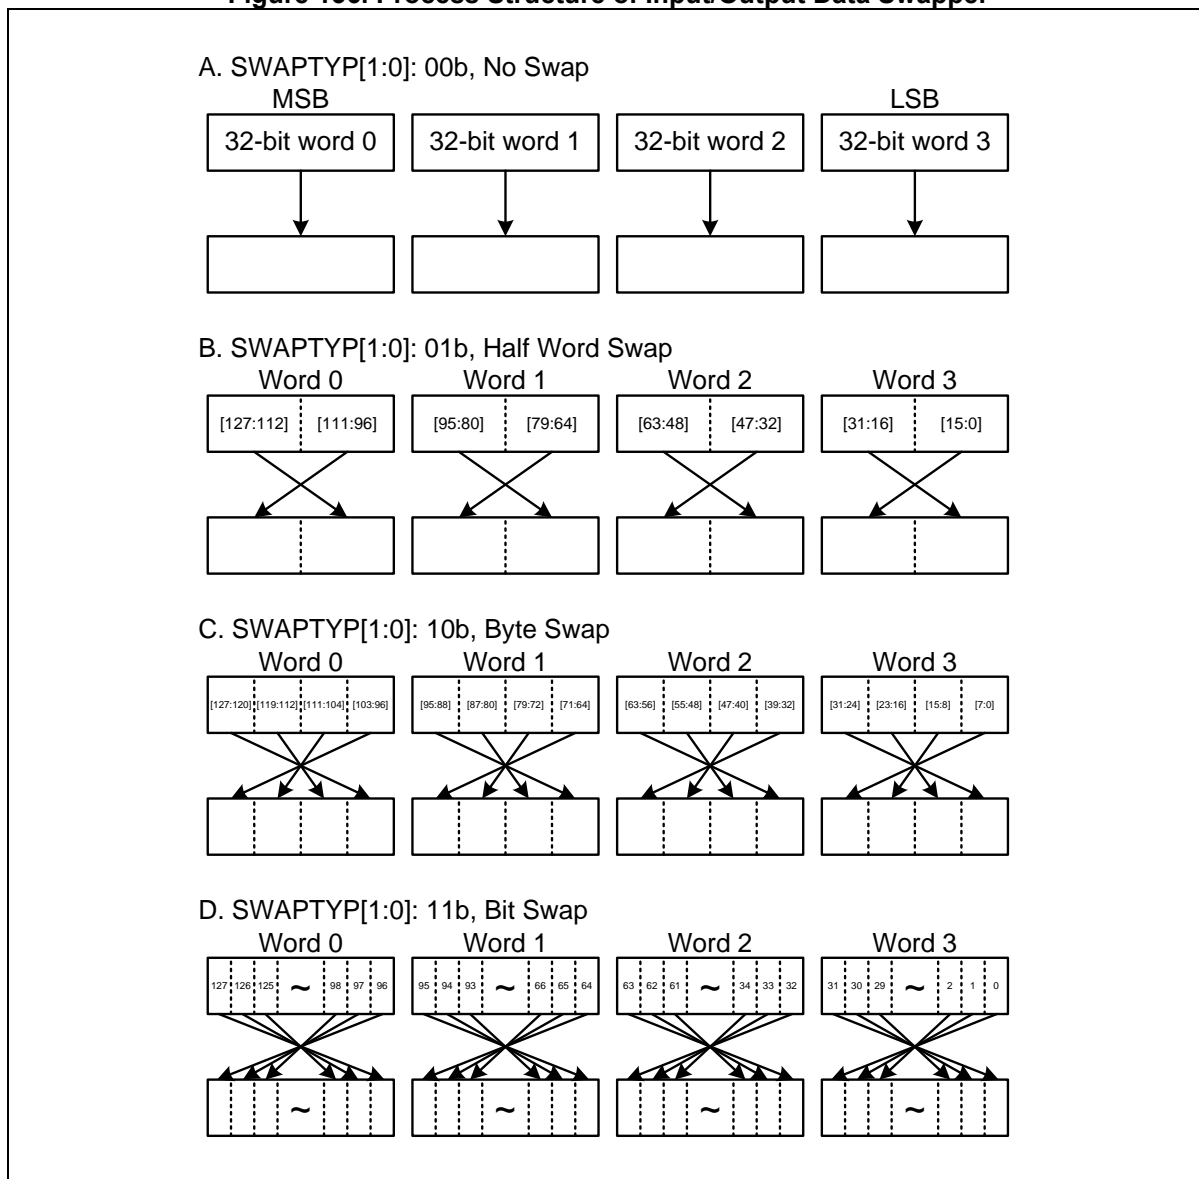 A. SWAPTYP[1:0]: 00b, No Swap
MSB LSB
32-bit word 0 32-bit word 1 32-bit word 2 32-bit word 3
B. SWAPTYP[1:0]: 01b, Half Word Swap
Word 0 Word 1 Word 2 Word 3
[127:112] [111:96] [95:80] [79:64] [63:48] [47:32] [31:16] [15:0]
C. SWAPTYP[1:0]: 10b, Byte Swap
Word 0 Word 1 Word 2 Word 3
[127:120] [119:112] [111:104] [103:96] [95:88] [87:80] [79:72] [71:64] [63:56] [55:48] [47:40] [39:32] [31:24] [23:16] [15:8] [7:0]
D. SWAPTYP[1:0]: 11b, Bit Swap
Word 0 Word 1 Word 2 Word 3
127 126 125 ~ 98 97 96 95 94 93 ~ 66 65 64 63 62 61 ~ 34 33 32 31 30 29 ~ 2 1 0
~ ~ ~ ~